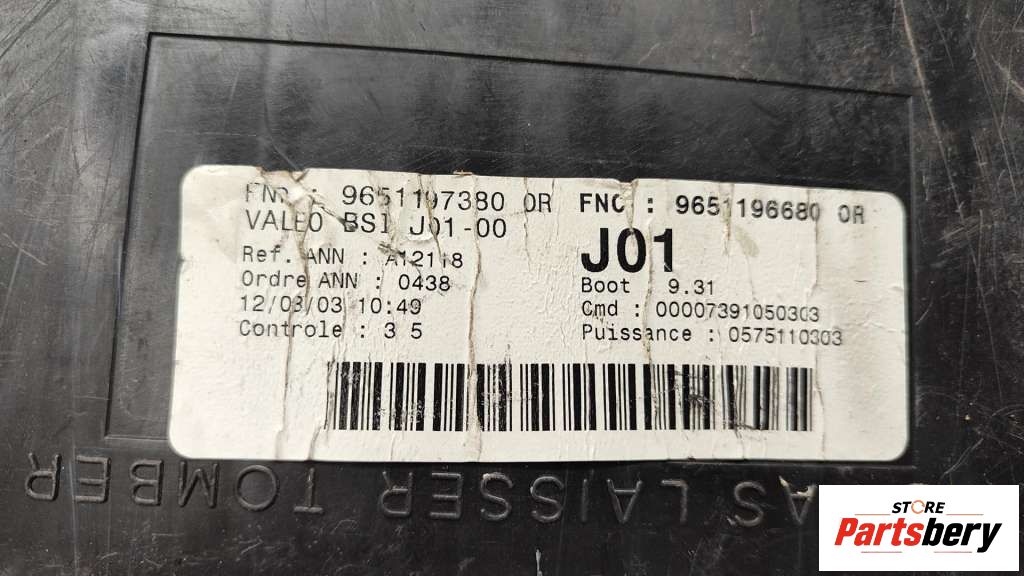 FNR : 9651197380 0R
VALEO BSI J01-00
Ref. ANN : A12118
Ordre ANN : 0438
12/03/03 10:49
Controle : 3 5
FNC : 9651196680 0R
J01
Boot 9.31
Cmd : 00007391050303
Puissance : 0575110303
AS LAISSER TOMBER
STORE
Partsbery